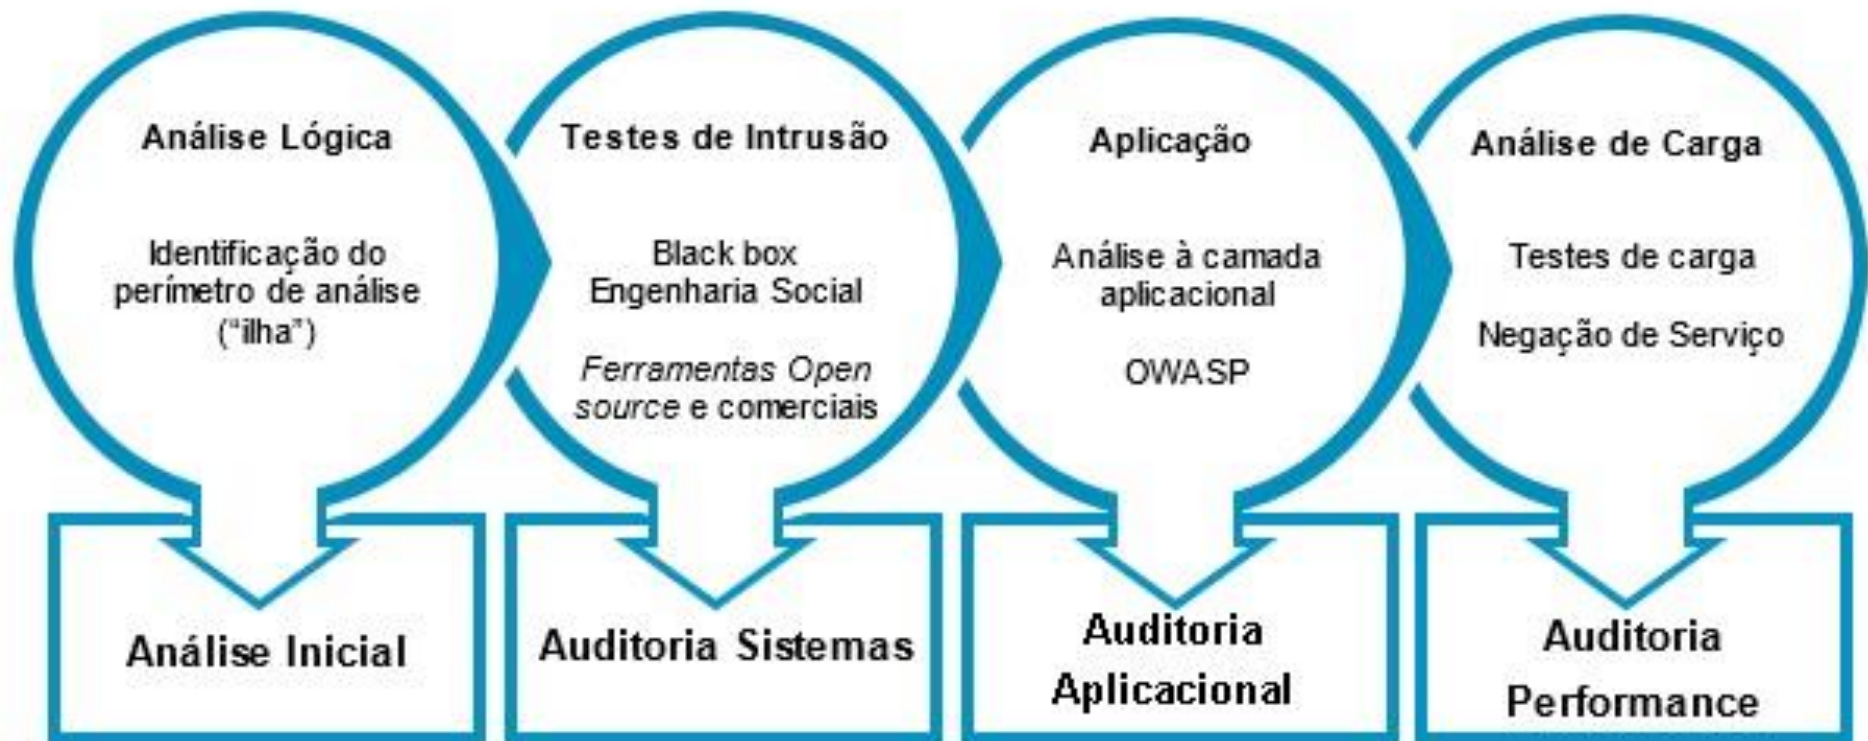 Análise Lógica
Identificação do
perímetro de análise
(“ilha”)
Análise Inicial
Testes de Intrusão
Black box
Engenharia Social
Ferramentas Open
source e comerciais
Auditoria Sistemas
Aplicação
Análise à camada
aplicacional
OWASP
Auditoria
Aplicacional
Análise de Carga
Testes de carga
Negação de Serviço
Auditoria
Performance